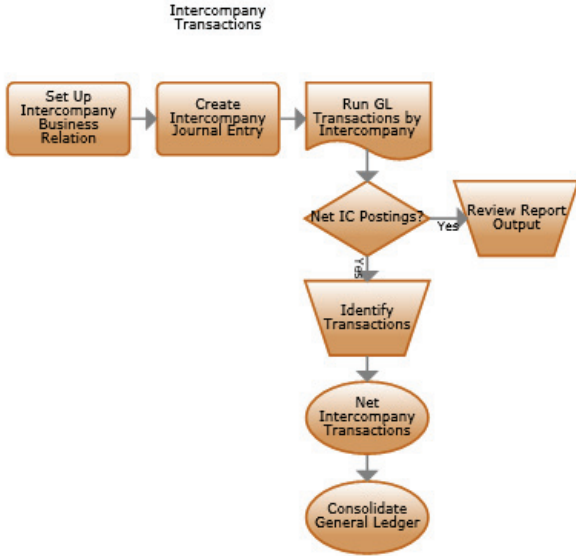 Intercompany
Transactions
Set Up
Intercompany
Business
Relation
Create
Intercompany
Journal Entry
Run GL
Transactions by
Intercompany
Net IC Postings?
Yes
Review Report
Output
Yes
Identify
Transactions
Net
Intercompany
Transactions
Consolidate
General Ledger